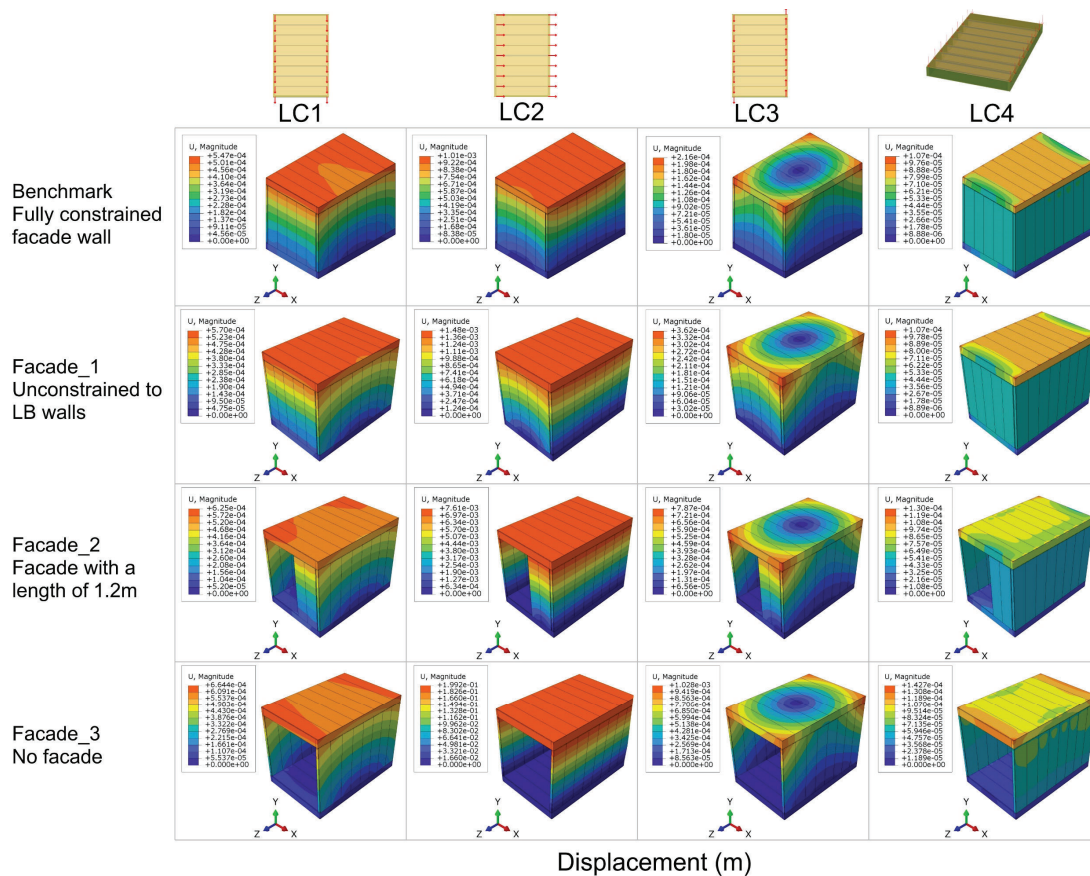 LC1
LC2
LC3
LC4
Benchmark
Fully constrained
facade wall
U, Magnitude
+5.47e-04
+5.01e-04
+4.56e-04
+4.10e-04
+3.64e-04
+3.19e-04
+2.73e-04
+2.28e-04
+1.82e-04
+1.37e-04
+9.11e-05
+4.56e-05
+0.00e+00
Y
Z
X
U, Magnitude
+1.01e-03
+9.22e-04
+8.38e-04
+7.54e-04
+6.71e-04
+5.87e-04
+5.03e-04
+4.19e-04
+3.35e-04
+2.51e-04
+1.68e-04
+8.38e-05
+0.00e+00
Y
Z
X
U, Magnitude
+2.16e-04
+1.98e-04
+1.80e-04
+1.62e-04
+1.44e-04
+1.26e-04
+1.08e-04
+9.02e-05
+7.21e-05
+5.41e-05
+3.61e-05
+1.80e-05
+0.00e+00
Y
Z
X
U, Magnitude
+1.07e-04
+9.76e-05
+8.88e-05
+7.99e-05
+7.10e-05
+6.21e-05
+5.33e-05
+4.44e-05
+3.55e-05
+2.66e-05
+1.78e-05
+8.88e-06
+0.00e+00
Y
Z
X
Facade_1
Unconstrained to
LB walls
U, Magnitude
+5.70e-04
+5.23e-04
+4.75e-04
+4.28e-04
+3.80e-04
+3.33e-04
+2.85e-04
+2.38e-04
+1.90e-04
+1.43e-04
+9.50e-05
+4.75e-05
+0.00e+00
Y
Z
X
U, Magnitude
+1.48e-03
+1.36e-03
+1.24e-03
+1.11e-03
+9.88e-04
+8.65e-04
+7.41e-04
+6.18e-04
+4.94e-04
+3.71e-04
+2.47e-04
+1.24e-04
+0.00e+00
Y
Z
X
U, Magnitude
+3.62e-04
+3.32e-04
+3.02e-04
+2.72e-04
+2.42e-04
+2.11e-04
+1.81e-04
+1.51e-04
+1.21e-04
+9.06e-05
+6.04e-05
+3.02e-05
+0.00e+00
Y
Z
X
U, Magnitude
+1.07e-04
+9.78e-05
+8.89e-05
+8.00e-05
+7.11e-05
+6.22e-05
+5.33e-05
+4.44e-05
+3.56e-05
+2.67e-05
+1.78e-05
+8.89e-06
+0.00e+00
Y
Z
X
Facade_2
Facade with a
length of 1.2m
U, Magnitude
+6.25e-04
+5.72e-04
+5.20e-04
+4.68e-04
+4.16e-04
+3.64e-04
+3.12e-04
+2.60e-04
+2.08e-04
+1.56e-04
+1.04e-04
+5.20e-05
+0.00e+00
Y
Z
X
U, Magnitude
+7.61e-03
+6.97e-03
+6.34e-03
+5.70e-03
+5.07e-03
+4.44e-03
+3.80e-03
+3.17e-03
+2.54e-03
+1.90e-03
+1.27e-03
+6.34e-04
+0.00e+00
Y
Z
X
U, Magnitude
+7.87e-04
+7.21e-04
+6.56e-04
+5.90e-04
+5.25e-04
+4.59e-04
+3.93e-04
+3.28e-04
+2.62e-04
+1.97e-04
+1.31e-04
+6.56e-05
+0.00e+00
Y
Z
X
U, Magnitude
+1.30e-04
+1.19e-04
+1.08e-04
+9.74e-05
+8.65e-05
+7.57e-05
+6.49e-05
+5.41e-05
+4.33e-05
+3.25e-05
+2.16e-05
+1.08e-05
+0.00e+00
Y
Z
X
Facade_3
No facade
U, Magnitude
+6.644e-04
+6.091e-04
+5.537e-04
+4.983e-04
+4.430e-04
+3.876e-04
+3.322e-04
+2.769e-04
+2.215e-04
+1.661e-04
+1.107e-04
+5.537e-05
+0.000e+00
Y
Z
X
U, Magnitude
+1.992e-01
+1.826e-01
+1.660e-01
+1.494e-01
+1.328e-01
+1.162e-01
+9.962e-02
+8.302e-02
+6.641e-02
+4.981e-02
+3.321e-02
+1.660e-02
+0.000e+00
Y
Z
X
U, Magnitude
+1.028e-03
+9.419e-04
+8.563e-04
+7.706e-04
+6.850e-04
+5.994e-04
+5.138e-04
+4.281e-04
+3.425e-04
+2.569e-04
+1.713e-04
+8.563e-05
+0.000e+00
Y
Z
X
U, Magnitude
+1.427e-04
+1.308e-04
+1.189e-04
+1.070e-04
+9.514e-05
+8.324e-05
+7.135e-05
+5.946e-05
+4.757e-05
+3.568e-05
+2.378e-05
+1.189e-05
+0.000e+00
Y
Z
X
Displacement (m)